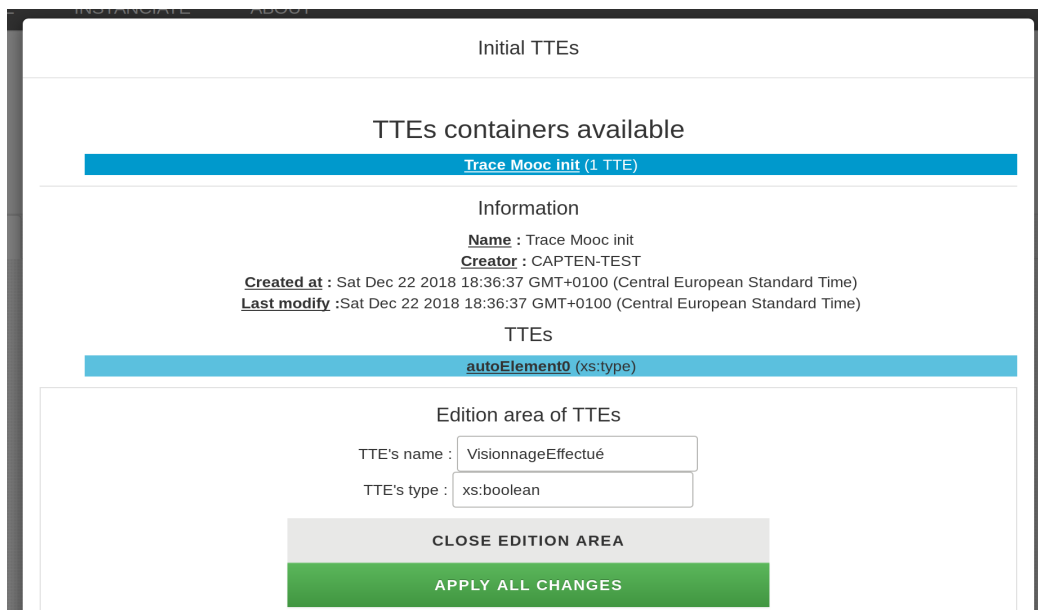 INSTANCIATE ABOUT
Initial TTEs
TTEs containers available
Trace Mooc init (1 TTE)
Information
Name : Trace Mooc init
Creator : CAPTEN-TEST
Created at : Sat Dec 22 2018 18:36:37 GMT+0100 (Central European Standard Time)
Last modify :Sat Dec 22 2018 18:36:37 GMT+0100 (Central European Standard Time)
TTEs
autoElement0 (xs:type)
Edition area of TTEs
TTE's name : VisionnageEffectué
TTE's type : xs:boolean
CLOSE EDITION AREA
APPLY ALL CHANGES